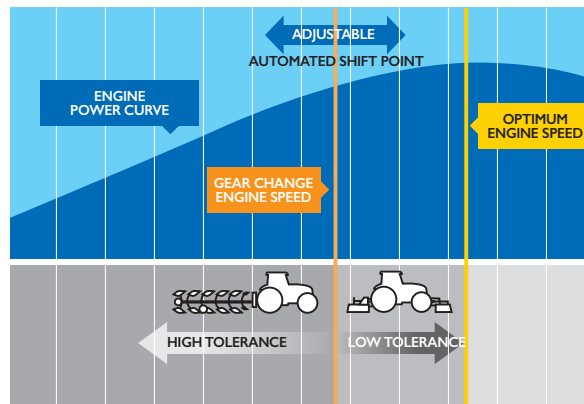 ADJUSTABLE
AUTOMATED SHIFT POINT
ENGINE
POWER CURVE
OPTIMUM
ENGINE SPEED
GEAR CHANGE
ENGINE SPEED
HIGH TOLERANCE
LOW TOLERANCE